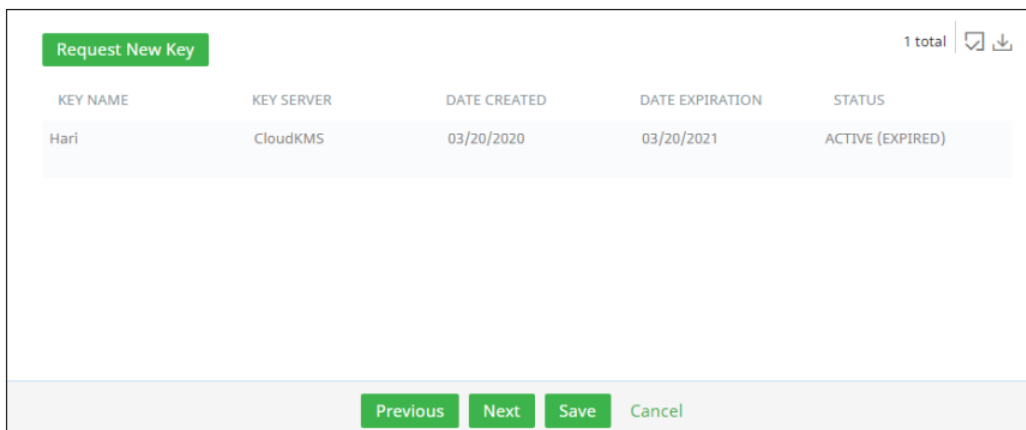 Request New Key
1 total
KEY NAME KEY SERVER DATE CREATED DATE EXPIRATION STATUS
Hari CloudKMS 03/20/2020 03/20/2021 ACTIVE (EXPIRED)
Previous Next Save Cancel